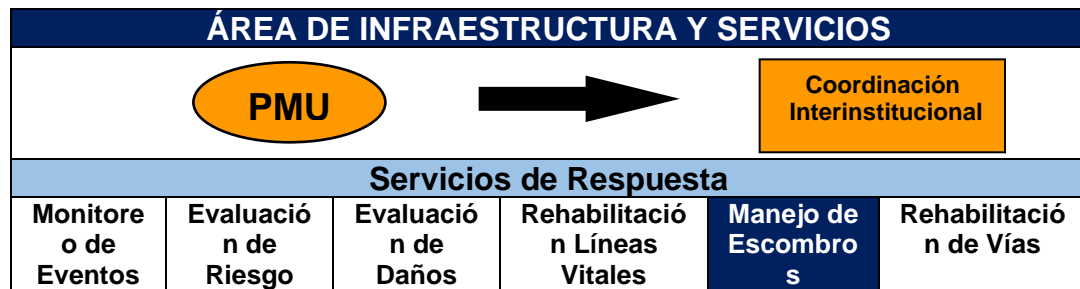 ÁREA DE INFRAESTRUCTURA Y SERVICIOS
PMU
Coordinación
Interinstitucional
Servicios de Respuesta
Monitore
o de
Eventos
Evaluació
n de
Riesgo
Evaluació
n de
Daños
Rehabilitació
n Líneas
Vitales
Manejo de
Escombro
s
Rehabilitació
n de Vías